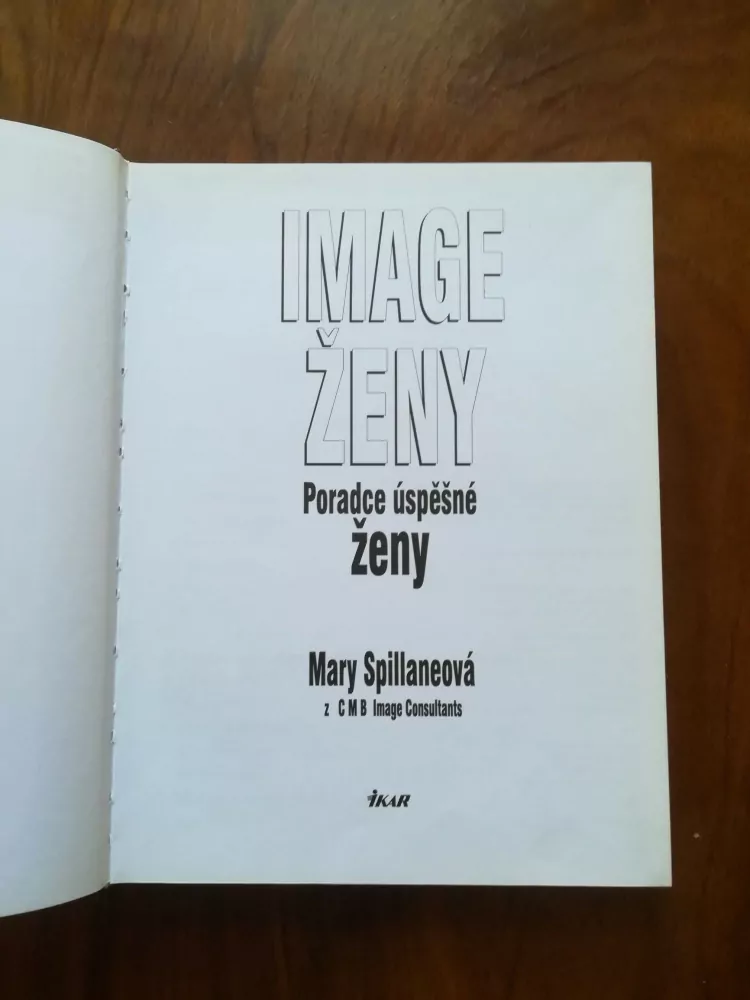 IMAGE
ŽENY
Poradce úspěšné
ženy
Mary Spillaneová
z C M B Image Consultants
IKAR